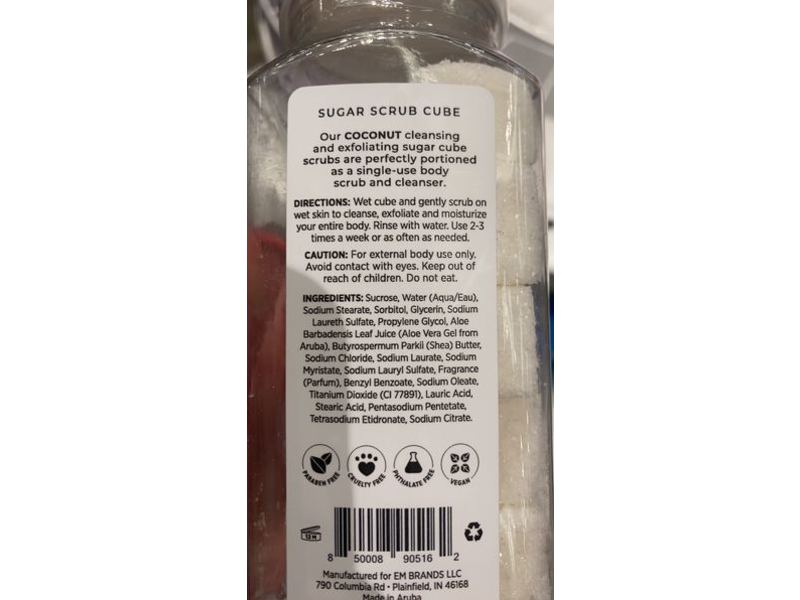 SUGAR SCRUB CUBE
Our COCONUT cleansing
and exfoliating sugar cube
scrubs are perfectly portioned
as a single-use body
scrub and cleanser.
DIRECTIONS: Wet cube and gently scrub on
wet skin to cleanse, exfoliate and moisturize
your entire body. Rinse with water. Use 2-3
times a week or as often as needed.
CAUTION: For external body use only.
Avoid contact with eyes. Keep out of
reach of children. Do not eat.
INGREDIENTS: Sucrose, Water (Aqua/Eau),
Sodium Stearate, Sorbitol, Glycerin, Sodium
Laureth Sulfate, Propylene Glycol, Aloe
Barbadensis Leaf Juice (Aloe Vera Gel from
Aruba), Butyrospermum Parkii (Shea) Butter,
Sodium Chloride, Sodium Laurate, Sodium
Myristate, Sodium Lauryl Sulfate, Fragrance
(Parfum), Benzyl Benzoate, Sodium Oleate,
Titanium Dioxide (CI 77891), Lauric Acid,
Stearic Acid, Pentasodium Pentetate,
Tetrasodium Etidronate, Sodium Citrate.
PARABEN FREE CRUELTY FREE PHTHALATE FREE VEGAN
12 M
8 50008 90516 2
Manufactured for EM BRANDS LLC
790 Columbia Rd • Plainfield, IN 46168
Made in Aruba